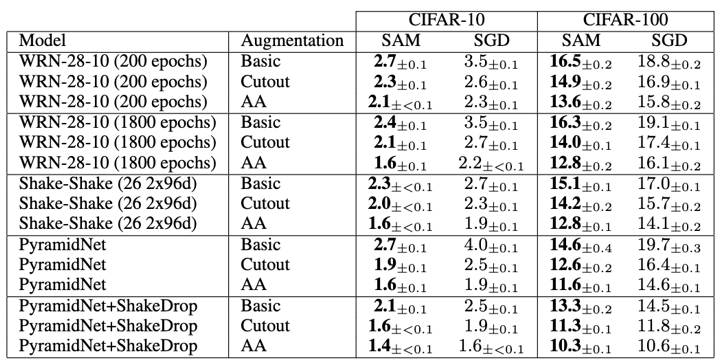 CIFAR-10 CIFAR-100
Model Augmentation SAM SGD SAM SGD
WRN-28-10 (200 epochs) Basic 2.7±0.1 3.5±0.1 16.5±0.2 18.8±0.2
WRN-28-10 (200 epochs) Cutout 2.3±0.1 2.6±0.1 14.9±0.2 16.9±0.1
WRN-28-10 (200 epochs) AA 2.1±<0.1 2.3±0.1 13.6±0.2 15.8±0.2
WRN-28-10 (1800 epochs) Basic 2.4±0.1 3.5±0.1 16.3±0.2 19.1±0.1
WRN-28-10 (1800 epochs) Cutout 2.1±0.1 2.7±0.1 14.0±0.1 17.4±0.1
WRN-28-10 (1800 epochs) AA 1.6±0.1 2.2±<0.1 12.8±0.2 16.1±0.2
Shake-Shake (26 2x96d) Basic 2.3±<0.1 2.7±0.1 15.1±0.1 17.0±0.1
Shake-Shake (26 2x96d) Cutout 2.0±<0.1 2.3±0.1 14.2±0.2 15.7±0.2
Shake-Shake (26 2x96d) AA 1.6±<0.1 1.9±0.1 12.8±0.1 14.1±0.2
PyramidNet Basic 2.7±0.1 4.0±0.1 14.6±0.4 19.7±0.3
PyramidNet Cutout 1.9±0.1 2.5±0.1 12.6±0.2 16.4±0.1
PyramidNet AA 1.6±0.1 1.9±0.1 11.6±0.1 14.6±0.1
PyramidNet+ShakeDrop Basic 2.1±0.1 2.5±0.1 13.3±0.2 14.5±0.1
PyramidNet+ShakeDrop Cutout 1.6±<0.1 1.9±0.1 11.3±0.1 11.8±0.2
PyramidNet+ShakeDrop AA 1.4±<0.1 1.6±<0.1 10.3±0.1 10.6±0.1